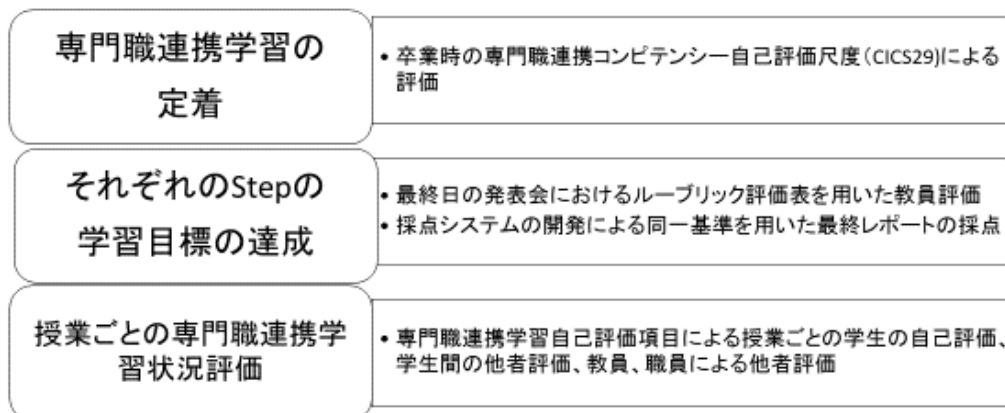 専門職連携学習の
定着
• 卒業時の専門職連携コンピテンシー自己評価尺度(CICS29)による
評価
それぞれのStepの
学習目標の達成
• 最終日の発表会におけるルーブリック評価表を用いた教員評価
• 採点システムの開発による同一基準を用いた最終レポートの採点
授業ごとの専門職連携学
習状況評価
• 専門職連携学習自己評価項目による授業ごとの学生の自己評価、
学生間の他者評価、教員、職員による他者評価